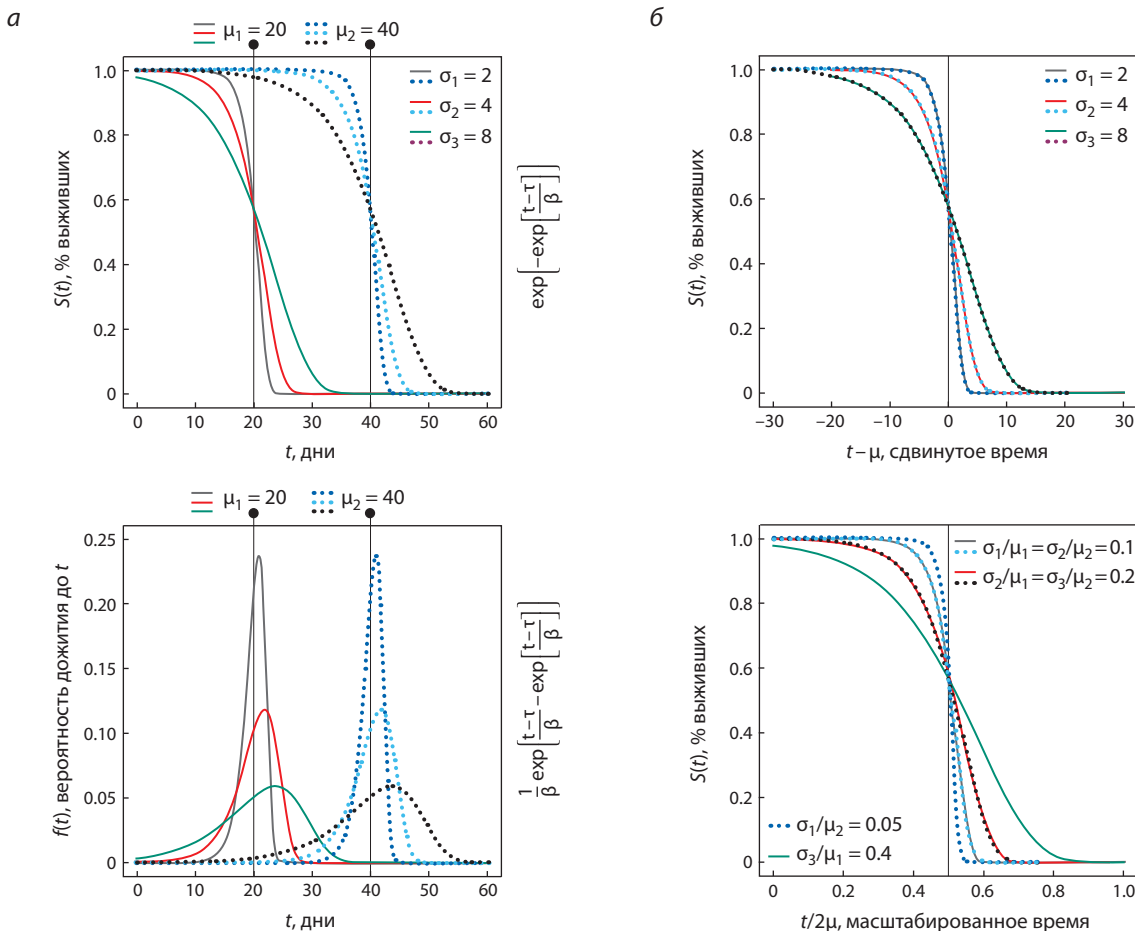 а
μ₁ = 20
μ₂ = 40
σ₁ = 2
σ₂ = 4
σ₃ = 8
S(t), % выживших
1.0
0.8
0.6
0.4
0.2
0
0 10 20 30 40 50 60
t, дни
exp{−exp[(t−τ)/β]}
б
σ₁ = 2
σ₂ = 4
σ₃ = 8
S(t), % выживших
1.0
0.8
0.6
0.4
0.2
0
−30 −20 −10 0 10 20 30
t − μ, сдвинутое время
μ₁ = 20
μ₂ = 40
f(t), вероятность дожития до t
0.25
0.20
0.15
0.10
0.05
0
0 10 20 30 40 50 60
t, дни
1/β exp{(t−τ)/β − exp[(t−τ)/β]}
σ₁/μ₁ = σ₂/μ₂ = 0.1
σ₂/μ₁ = σ₃/μ₂ = 0.2
σ₁/μ₂ = 0.05
σ₃/μ₁ = 0.4
S(t), % выживших
1.0
0.8
0.6
0.4
0.2
0
0 0.2 0.4 0.6 0.8 1.0
t/2μ, масштабированное время